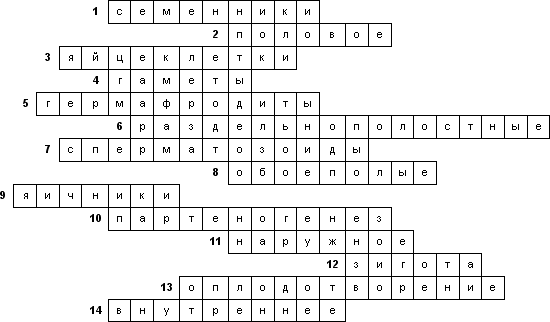 1 семенники
2 половое
3 яйцеклетки
4 гаметы
5 гермафродиты
6 раздельнополостные
7 сперматозоиды
8 обоеполые
9 яичники
10 партеногенез
11 наружное
12 зигота
13 оплодотворение
14 внутреннее